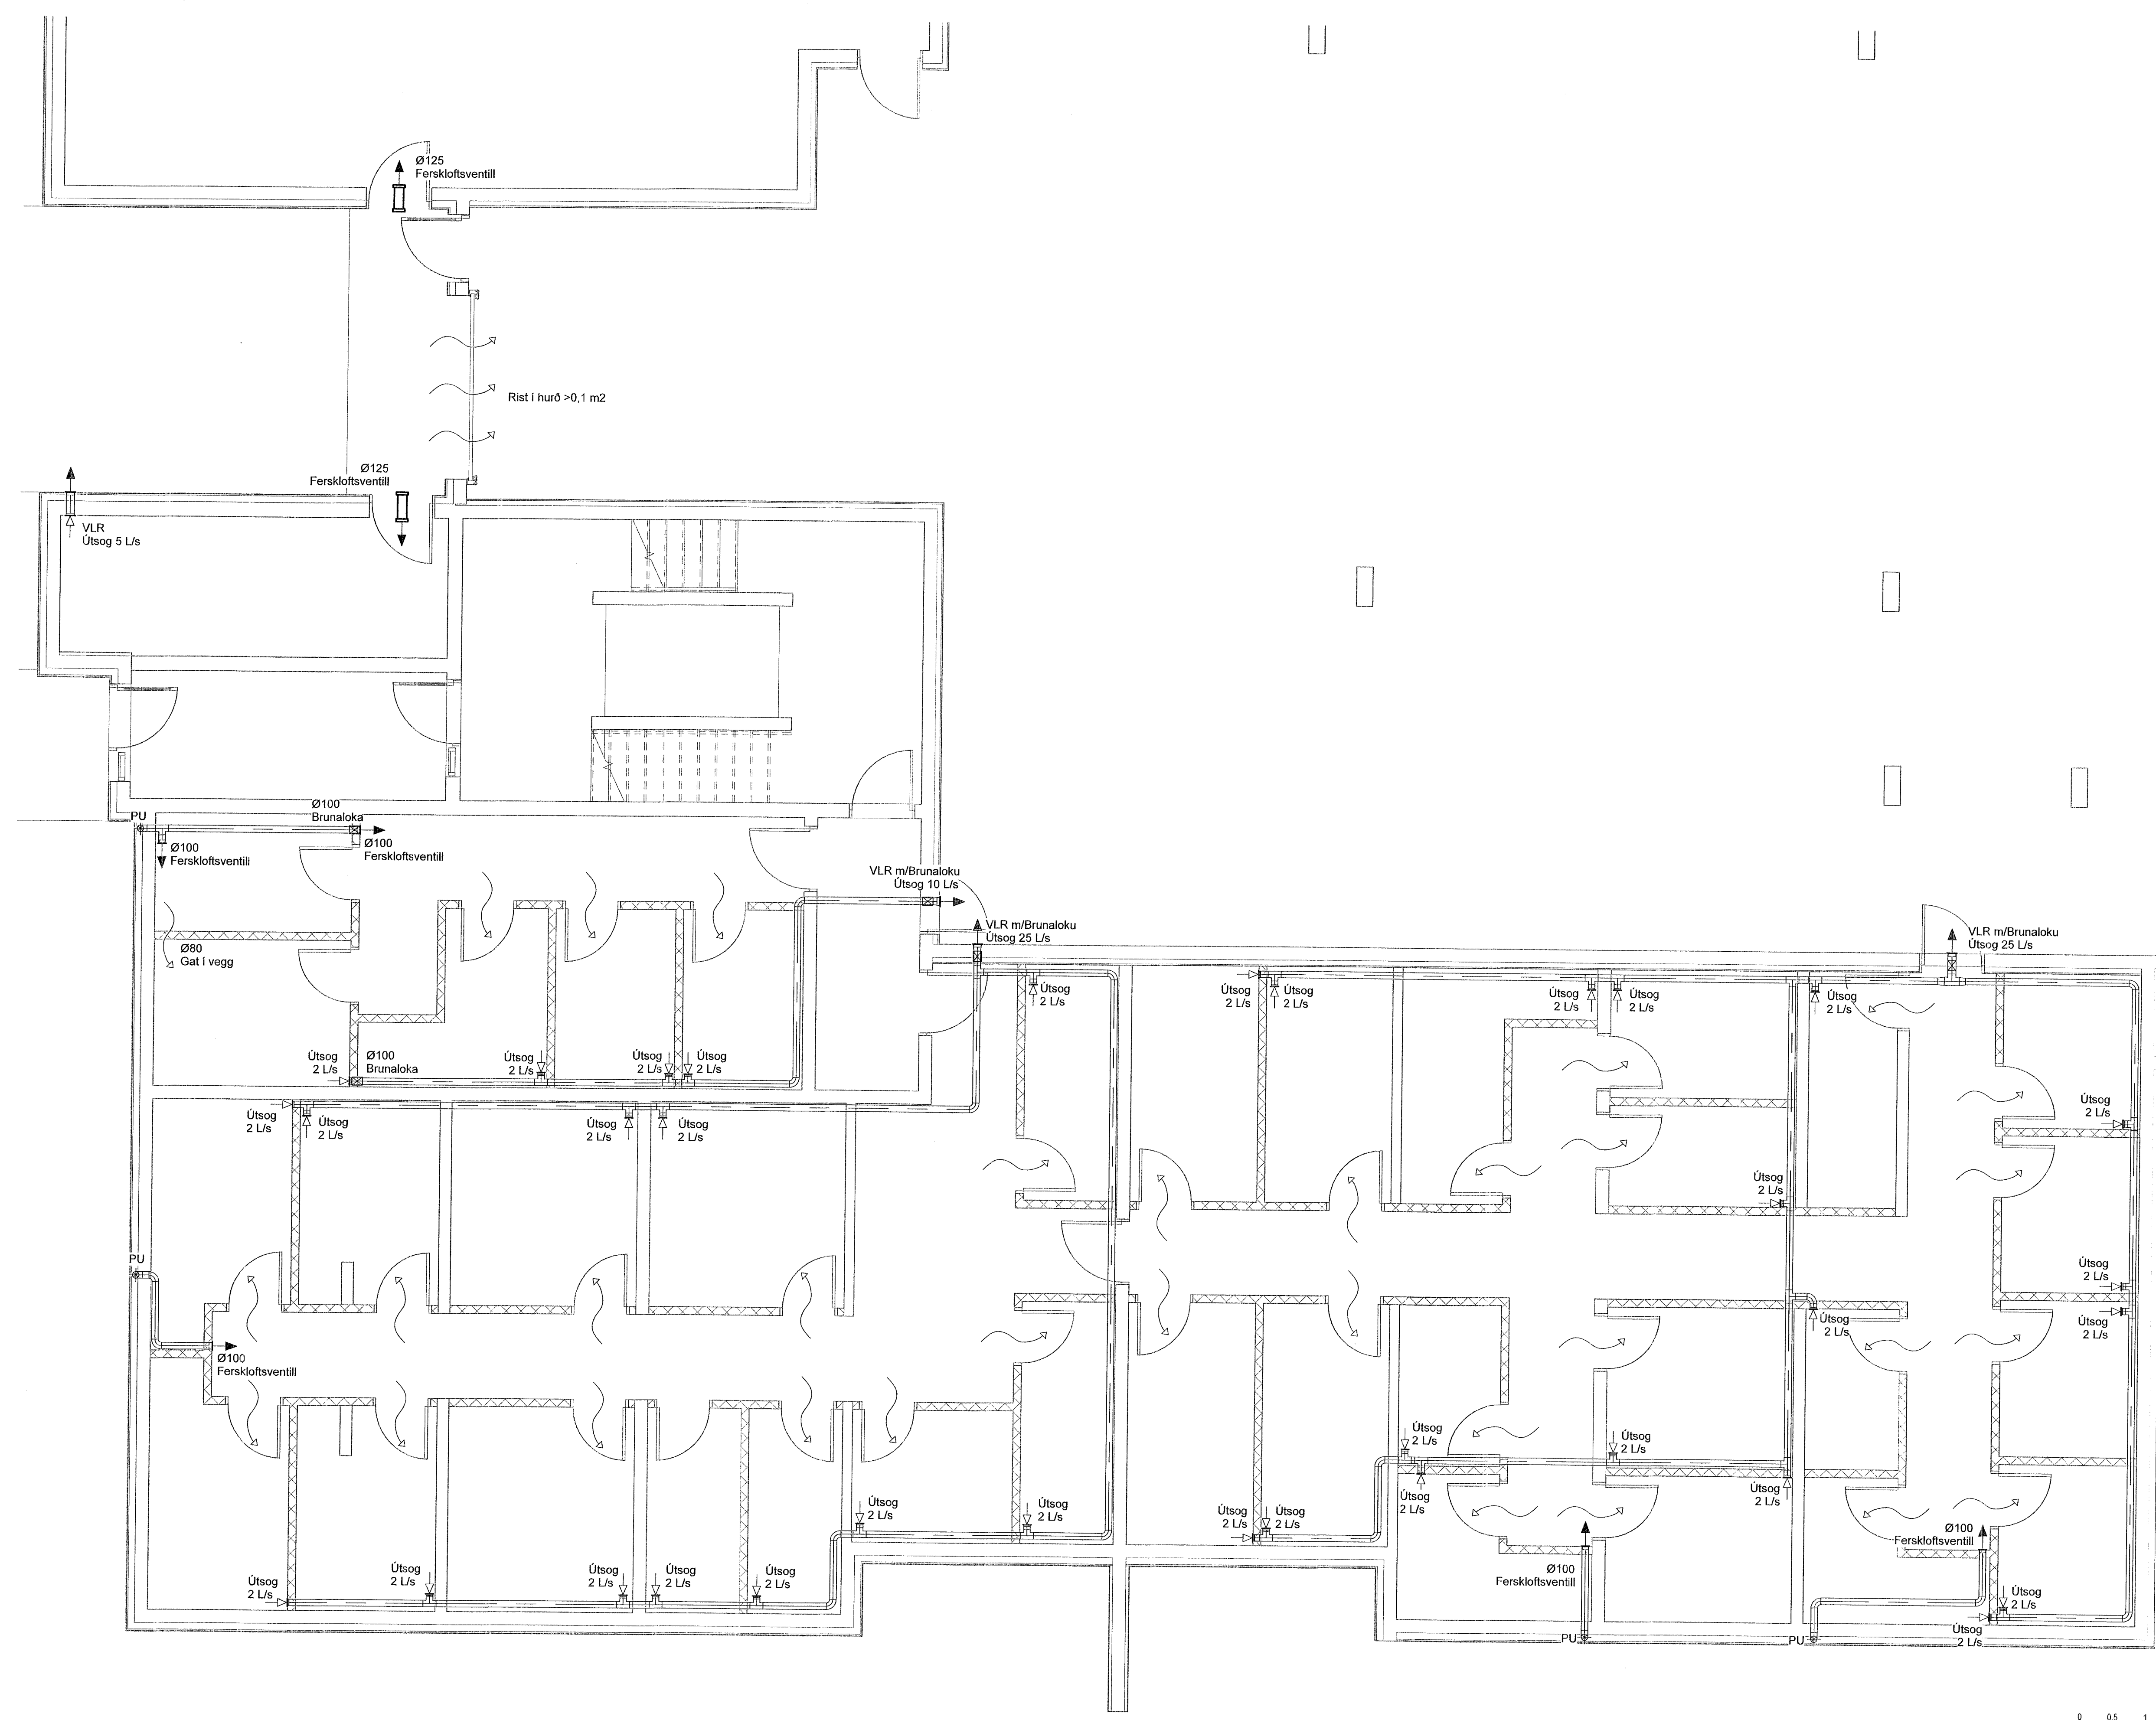 Ø125
Ferskloftsventill
Rist í hurð >0,1 m2
Ø125
Ferskloftsventill
VLR
Útsog 5 L/s
Ø100
Brunaloka
PU
Ø100
Ferskloftsventill
Ø100
Ferskloftsventill
VLR m/Brunaloku
Útsog 10 L/s
VLR m/Brunaloku
Útsog 25 L/s
VLR m/Brunaloku
Útsog 25 L/s
Ø80
Gat í vegg
Útsog
2 L/s
Útsog
2 L/s
Útsog
2 L/s
Útsog
2 L/s
Útsog
2 L/s
Útsog
2 L/s
Útsog
2 L/s
Ø100
Brunaloka
Útsog
2 L/s
Útsog
2 L/s
Útsog
2 L/s
Útsog
2 L/s
Útsog
2 L/s
Útsog
2 L/s
Útsog
2 L/s
Útsog
2 L/s
Útsog
2 L/s
PU
Útsog
2 L/s
Útsog
2 L/s
Útsog
2 L/s
Útsog
2 L/s
Ø100
Ferskloftsventill
Útsog
2 L/s
Útsog
2 L/s
Útsog
2 L/s
Útsog
2 L/s
Útsog
2 L/s
Útsog
2 L/s
Útsog
2 L/s
Útsog
2 L/s
Ø100
Ferskloftsventill
Ø100
Ferskloftsventill
Útsog
2 L/s
Útsog
2 L/s
Útsog
2 L/s
Útsog
2 L/s
Útsog
2 L/s
Útsog
2 L/s
PU
PU
Útsog
2 L/s
0 0.5 1